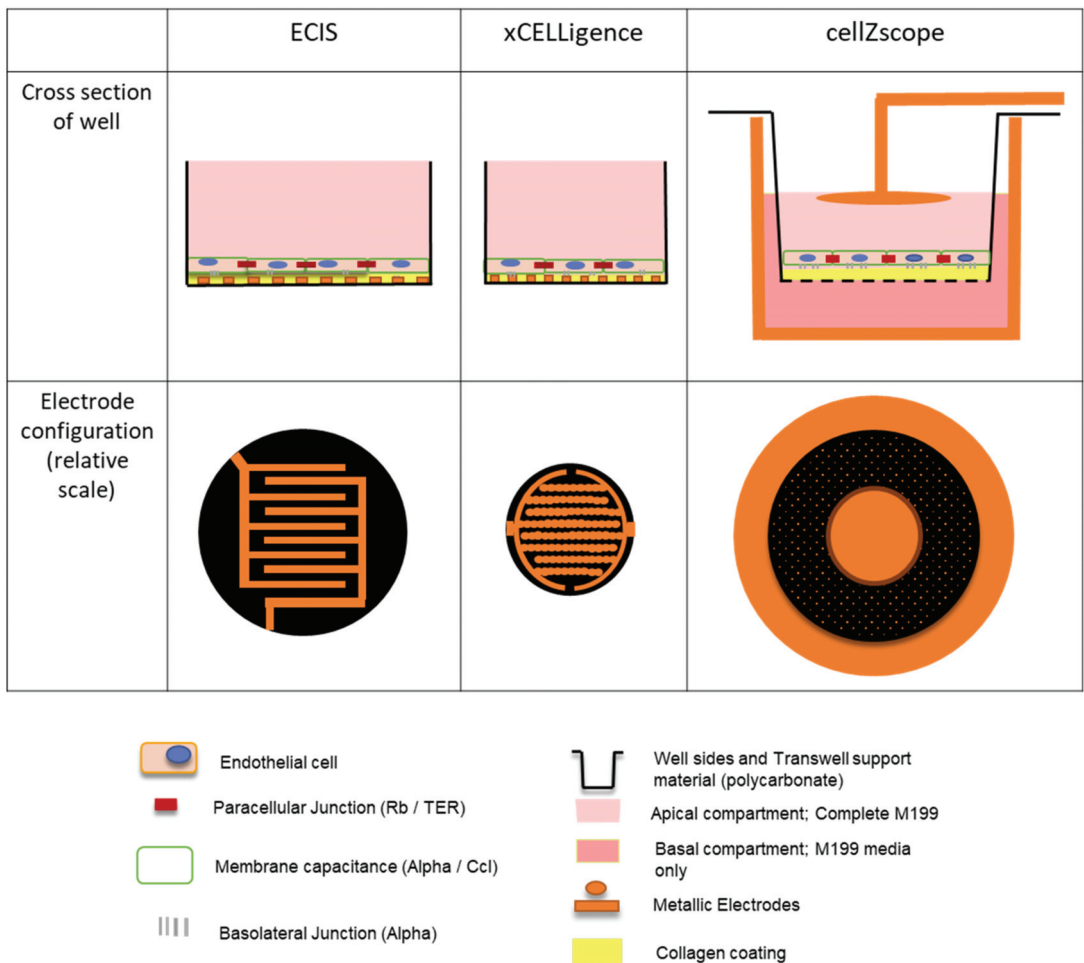 ECIS
xCELLigence
cellZscope
Cross section
of well
Electrode
configuration
(relative
scale)
Endothelial cell
Paracellular Junction (Rb / TER)
Membrane capacitance (Alpha / Ccl)
Basolateral Junction (Alpha)
Well sides and Transwell support
material (polycarbonate)
Apical compartment; Complete M199
Basal compartment; M199 media
only
Metallic Electrodes
Collagen coating